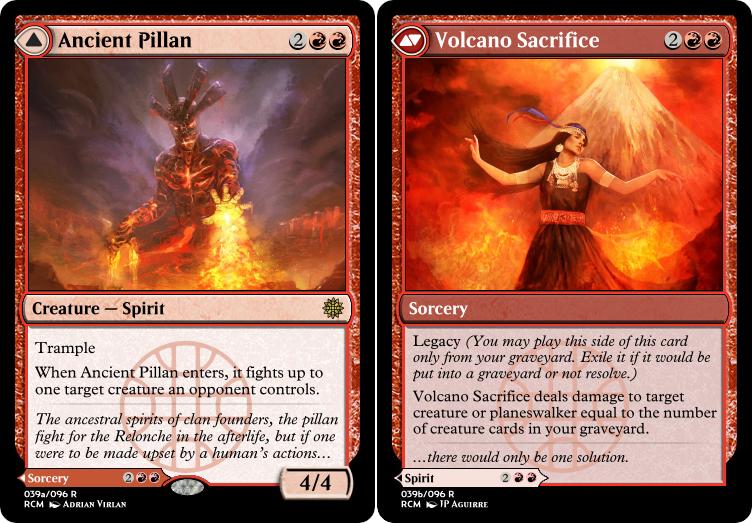 Ancient Pillan 2
Creature — Spirit
Trample
When Ancient Pillan enters, it fights up to
one target creature an opponent controls.
The ancestral spirits of clan founders, the pillan
fight for the Relonche in the afterlife, but if one
were to be made upset by a human's actions...
Sorcery 2
4/4
039a/096 R
RCM Adrian Virlan
Volcano Sacrifice 2
Sorcery
Legacy (You may play this side of this card
only from your graveyard. Exile it if it would be
put into a graveyard or not resolve.)
Volcano Sacrifice deals damage to target
creature or planeswalker equal to the number
of creature cards in your graveyard.
...there would only be one solution.
Spirit 2
039b/096 R
RCM JP Aguirre